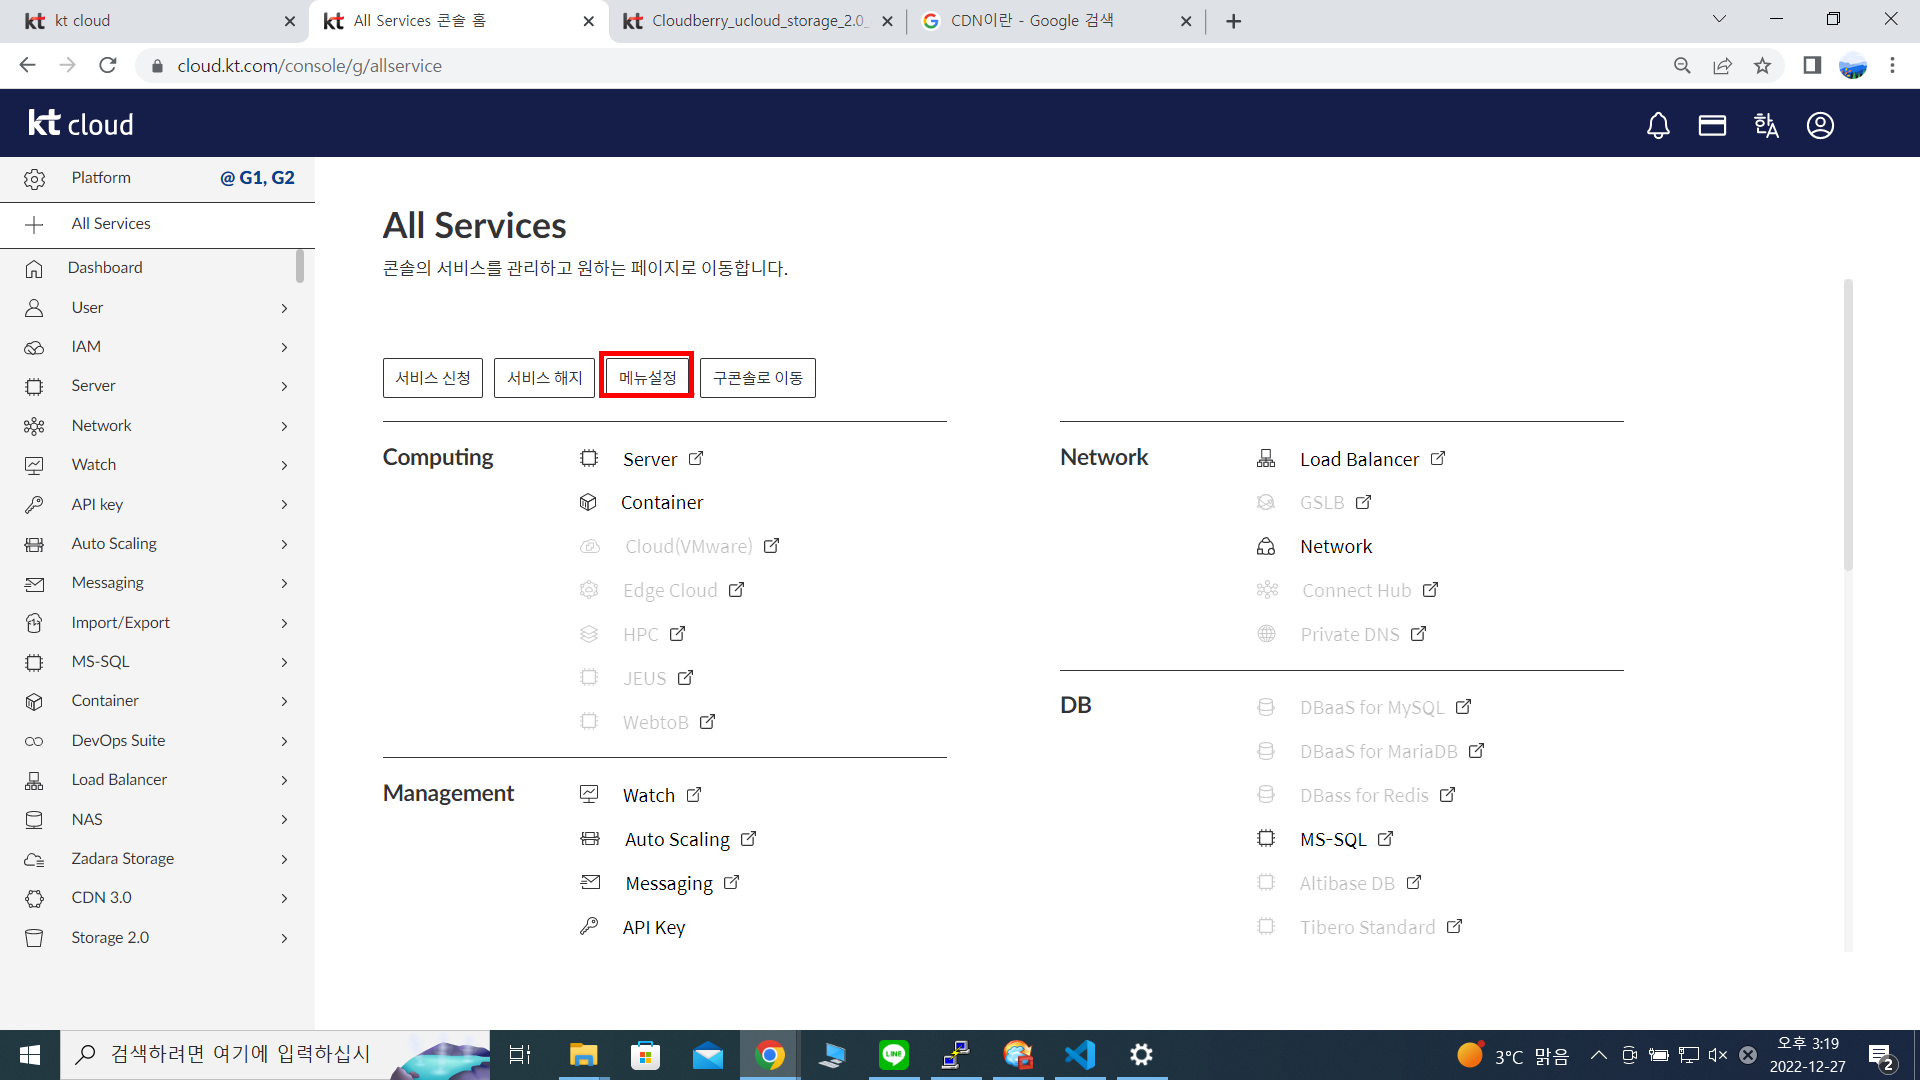 kt kt cloud
kt All Services 콘솔 홈
kt Cloudberry_ucloud_storage_2.0_
CDN이란 - Google 검색
cloud.kt.com/console/g/allservice
kt cloud
한A
Platform @ G1, G2
All Services
Dashboard
User
IAM
Server
Network
Watch
API key
Auto Scaling
Messaging
Import/Export
MS-SQL
Container
DevOps Suite
Load Balancer
NAS
Zadara Storage
CDN 3.0
Storage 2.0
All Services
콘솔의 서비스를 관리하고 원하는 페이지로 이동합니다.
서비스 신청 서비스 해지 메뉴설정 구콘솔로 이동
Computing
Server
Container
Cloud(VMware)
Edge Cloud
HPC
JEUS
WebtoB
Management
Watch
Auto Scaling
Messaging
API Key
Network
Load Balancer
GSLB
Network
Connect Hub
Private DNS
DB
DBaaS for MySQL
DBaaS for MariaDB
DBass for Redis
MS-SQL
Altibase DB
Tibero Standard
검색하려면 여기에 입력하십시
LINE
3°C 맑음
오후 3:19
2022-12-27
2